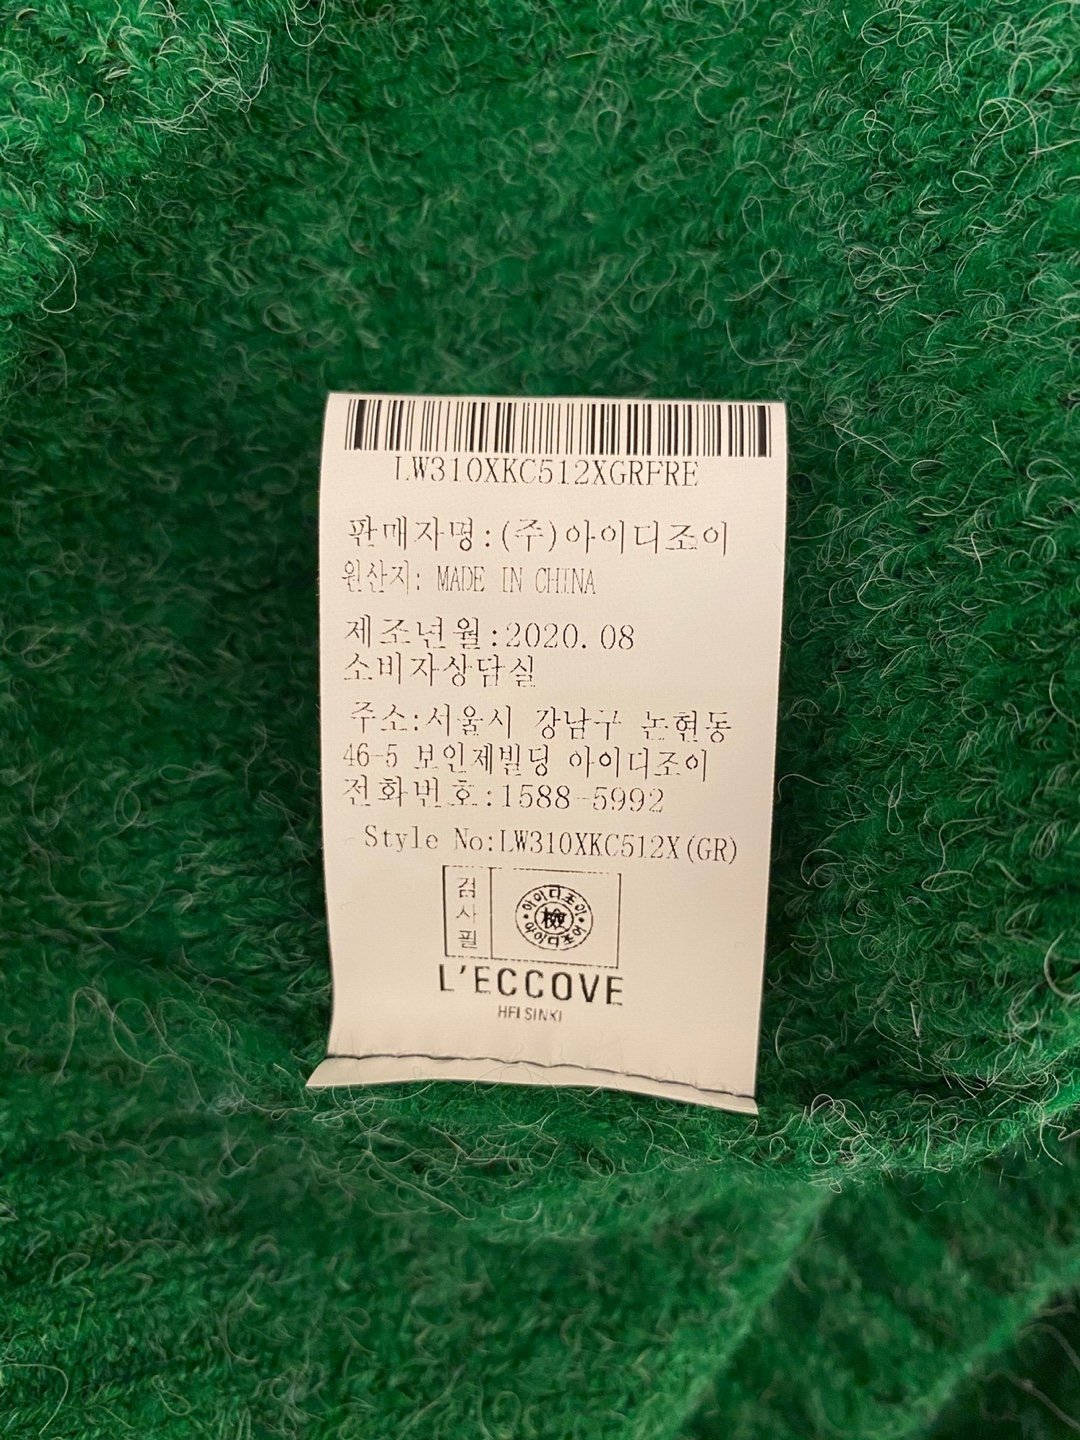 LW310XKC512XGRFRE
판매자명:(주)아이디조이
원산지: MADE IN CHINA
제조년월:2020.08
소비자상담실
주소:서울시 강남구 논현동
46-5 보인제빌딩 아이디조이
전화번호:1588-5992
Style No:LW310XKC512X(GR)
검사필
아이디조이
檢
아이디조이
L'ECCOVE
HELSINKI